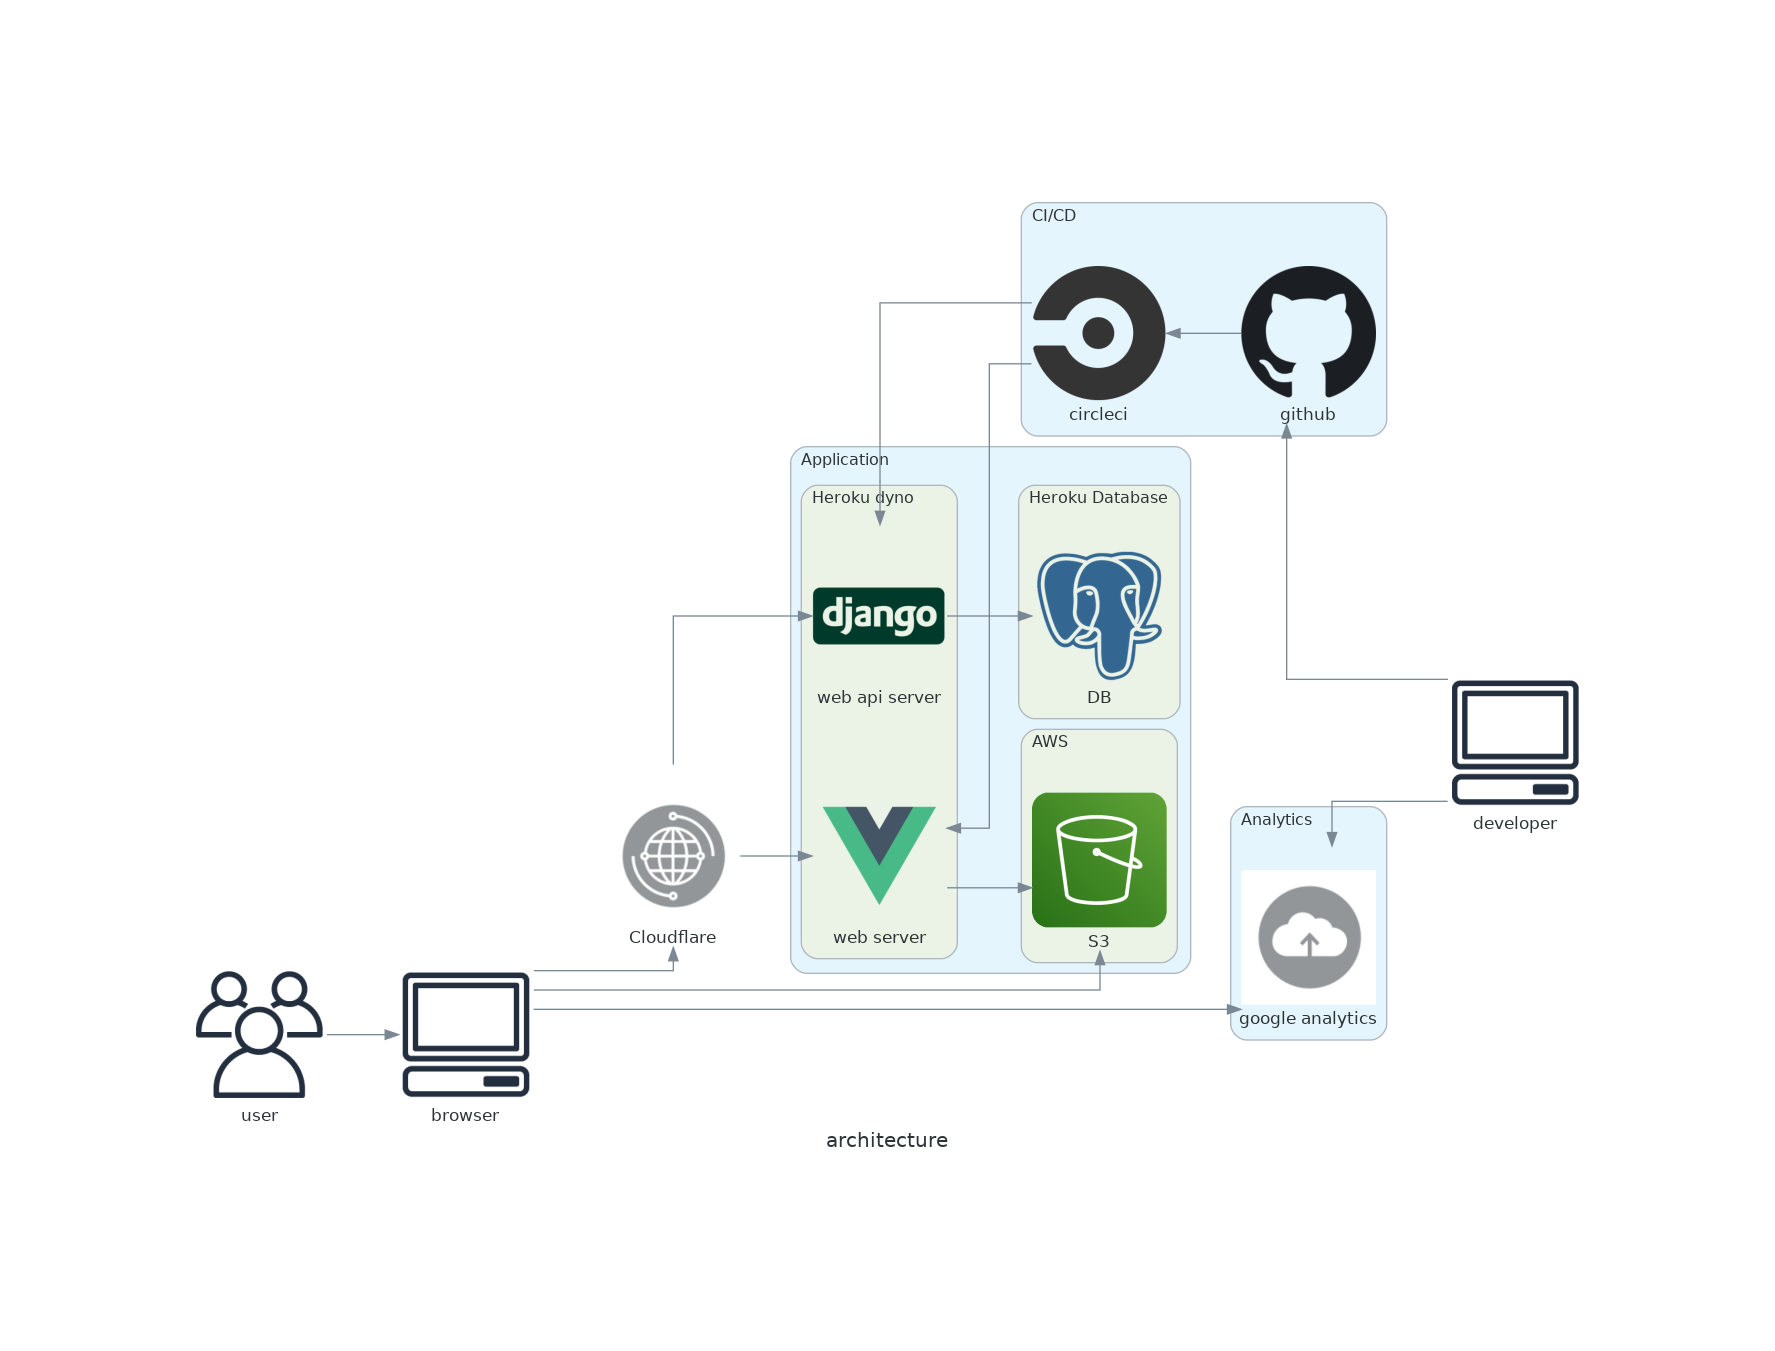 CI/CD
circleci
github
Application
Heroku dyno
Heroku Database
django
web api server
DB
AWS
Analytics
developer
Cloudflare
web server
S3
google analytics
user
browser
architecture